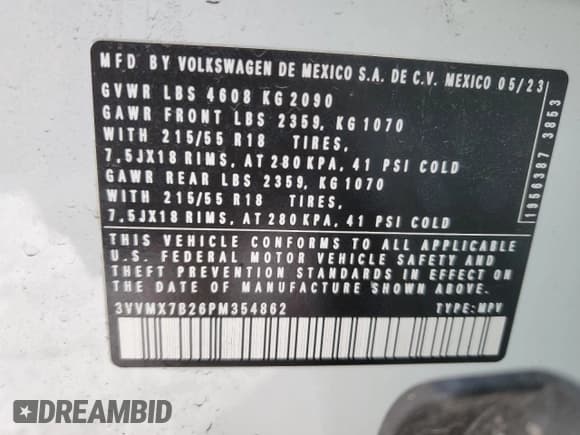 MFD BY VOLKSWAGEN DE MEXICO S.A. DE C.V. MEXICO 05/23
GVWR LBS 4608 KG 2090
GAWR FRONT LBS 2359, KG 1070
WITH 215/55 R18 TIRES,
7,5JX18 RIMS, AT 280 KPA, 41 PSI COLD
GAWR REAR LBS 2359, KG 1070
WITH 215/55 R18 TIRES,
7,5JX18 RIMS, AT 280 KPA, 41 PSI COLD
THIS VEHICLE CONFORMS TO ALL APPLICABLE
U.S. FEDERAL MOTOR VEHICLE SAFETY AND
THEFT PREVENTION STANDARDS IN EFFECT ON
THE DATE OF MANUFACTURE SHOWN ABOVE.
3VVMX7B26PM354862 TYPE:MPV
1956387 3853
DREAMBID